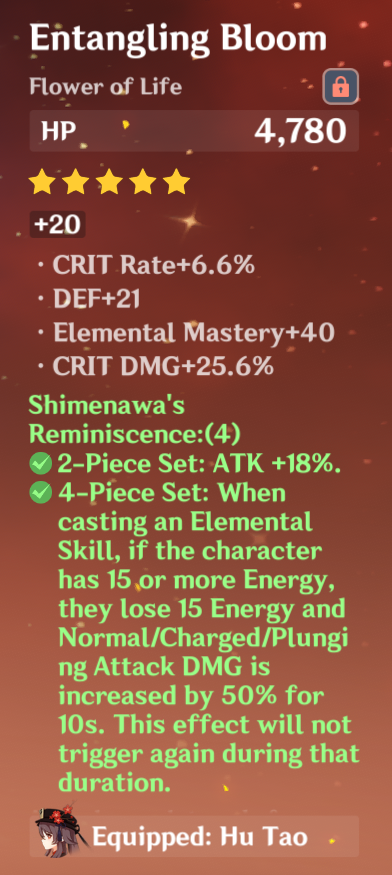 Entangling Bloom
Flower of Life
HP 4,780
+20
· CRIT Rate+6.6%
· DEF+21
· Elemental Mastery+40
· CRIT DMG+25.6%
Shimenawa's
Reminiscence:(4)
2-Piece Set: ATK +18%.
4-Piece Set: When
casting an Elemental
Skill, if the character
has 15 or more Energy,
they lose 15 Energy and
Normal/Charged/Plungi
ng Attack DMG is
increased by 50% for
10s. This effect will not
trigger again during that
duration.
Equipped: Hu Tao